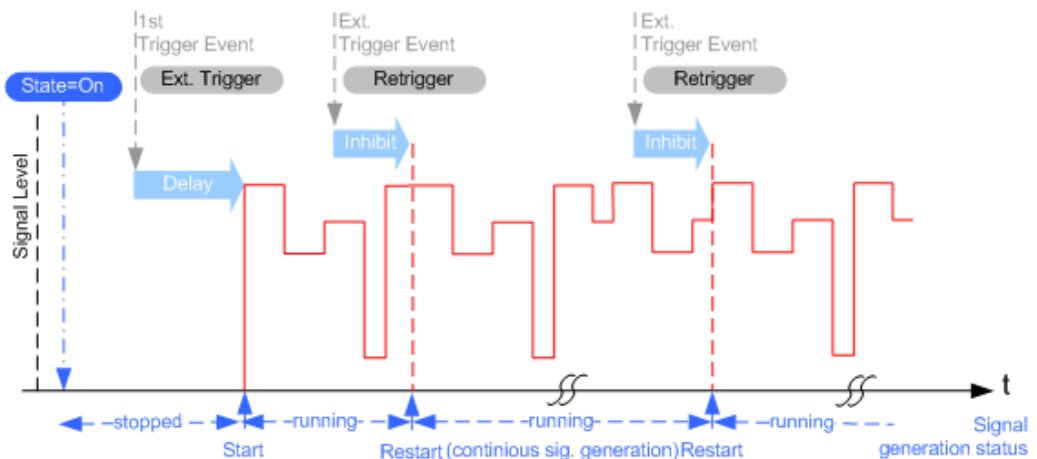 1st
Trigger Event
Ext.
Trigger Event
Ext.
Trigger Event
State=On
Ext. Trigger
Retrigger
Retrigger
Inhibit
Inhibit
Delay
Signal Level
t
stopped
running
running
running
Start
Restart (continious sig. generation) Restart
Signal
generation status